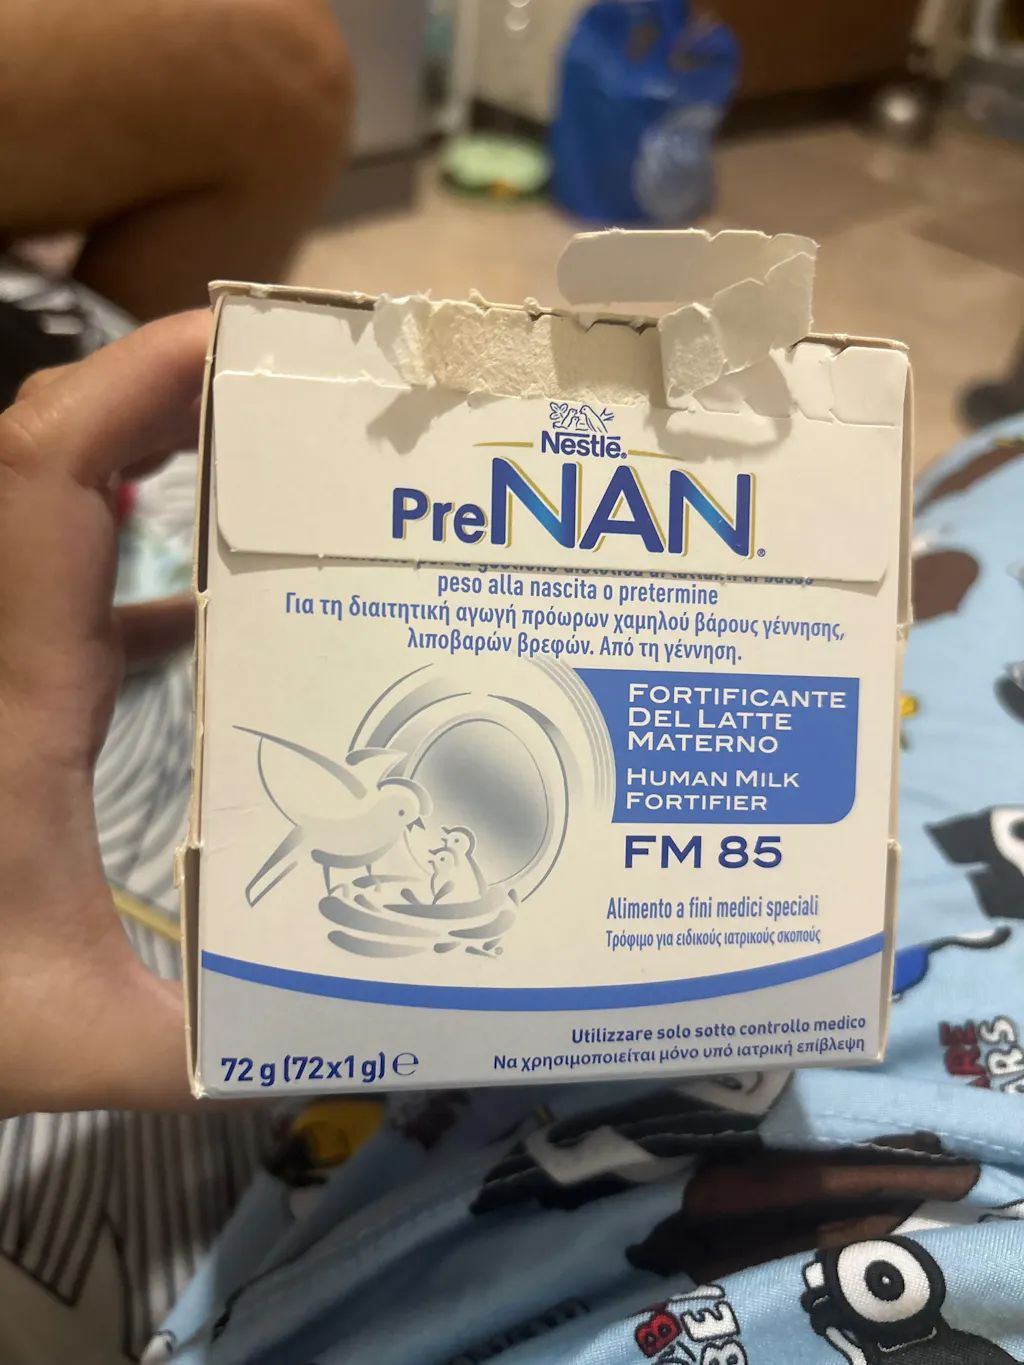 Nestlé
PreNAN
peso alla nascita o pretermine
Για τη διαιτητική αγωγή πρόωρων χαμηλού βάρους γέννησης,
λιποβαρών βρεφών. Από τη γέννηση.
FORTIFICANTE
DEL LATTE
MATERNO
HUMAN MILK
FORTIFIER
FM 85
Alimento a fini medici speciali
Τρόφιμο για ειδικούς ιατρικούς σκοπούς
Utilizzare solo sotto controllo medico
Να χρησιμοποιείται μόνο υπό ιατρική επίβλεψη
72 g (72x1 g) ℮